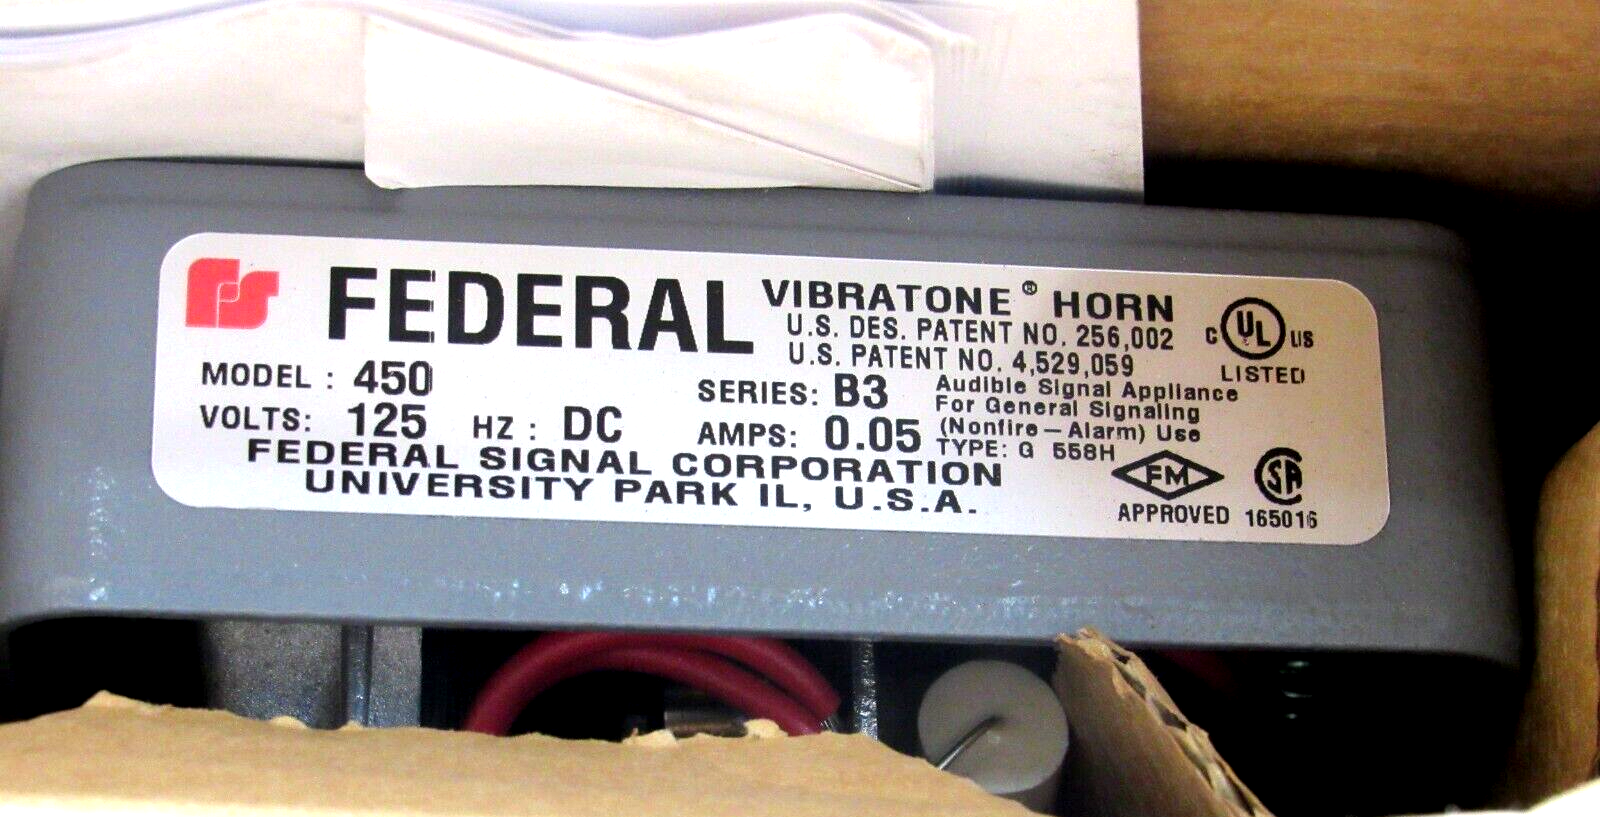 FS FEDERAL VIBRATONE® HORN
U.S. DES. PATENT NO. 256,002
U.S. PATENT NO. 4,529,059
C UL US
LISTED
MODEL: 450 SERIES: B3
VOLTS: 125 HZ: DC AMPS: 0.05
Audible Signal Appliance
For General Signaling
(Nonfire-Alarm) Use
TYPE: G 558H
FEDERAL SIGNAL CORPORATION
UNIVERSITY PARK IL, U.S.A.
FM
APPROVED
SA
165016